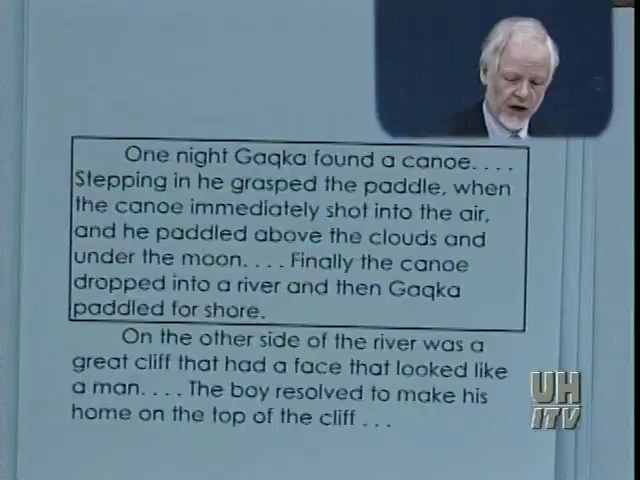 One night Gaqka found a canoe. . . .
Stepping in he grasped the paddle, when
the canoe immediately shot into the air,
and he paddled above the clouds and
under the moon. . . . Finally the canoe
dropped into a river and then Gaqka
paddled for shore.
On the other side of the river was a
great cliff that had a face that looked like
a man. . . . The boy resolved to make his
home on the top of the cliff . . .
UH
ITV